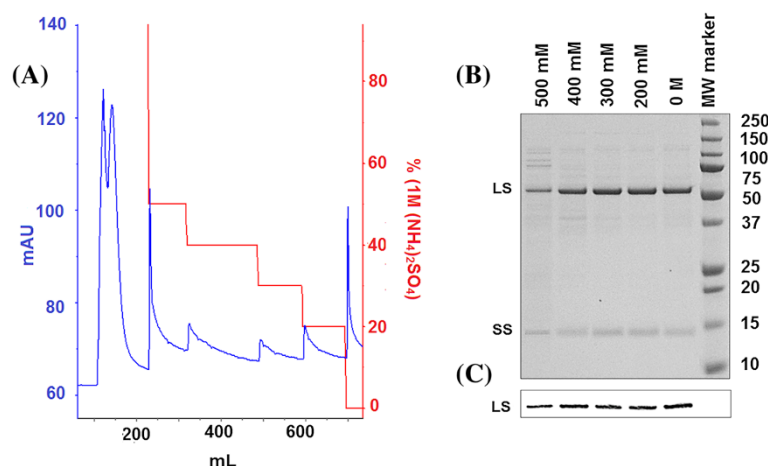 (A)
140
120
100
80
60
mAU
200
400
600
mL
80
60
40
20
0
% (1M (NH₄)₂SO₄)
(B)
500 mM
400 mM
300 mM
200 mM
0 M
MW marker
250
150
100
75
50
37
25
20
15
10
LS
SS
(C)
LS